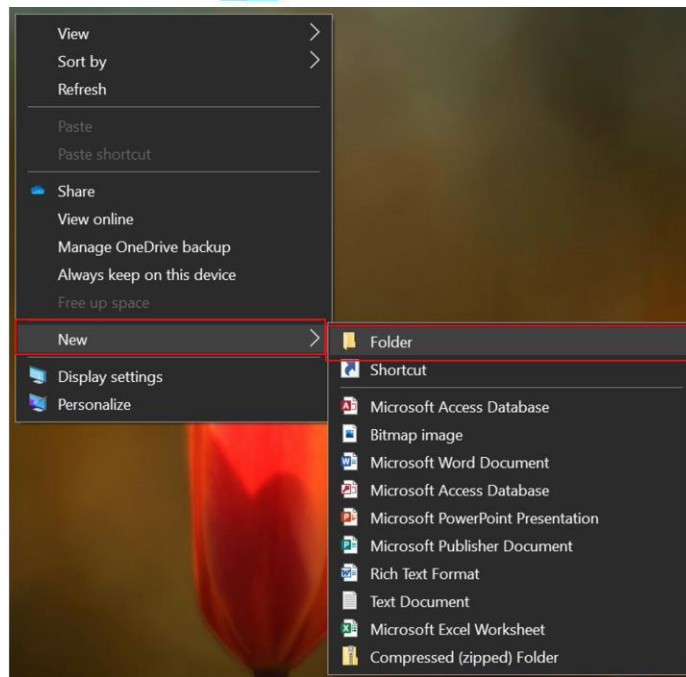 View
Sort by
Refresh
Paste
Paste shortcut
Share
View online
Manage OneDrive backup
Always keep on this device
Free up space
New
Display settings
Personalize
Folder
Shortcut
Microsoft Access Database
Bitmap image
Microsoft Word Document
Microsoft Access Database
Microsoft PowerPoint Presentation
Microsoft Publisher Document
Rich Text Format
Text Document
Microsoft Excel Worksheet
Compressed (zipped) Folder